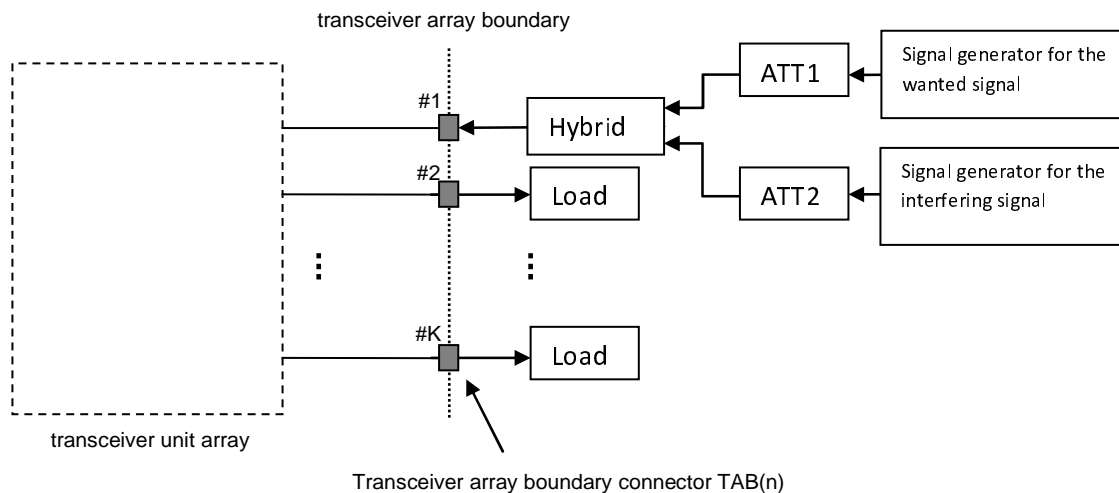 transceiver array boundary
Signal generator for the
wanted signal
ATT1
#1
Hybrid
#2
Load
ATT2
Signal generator for the
interfering signal
#K
Load
transceiver unit array
Transceiver array boundary connector TAB(n)